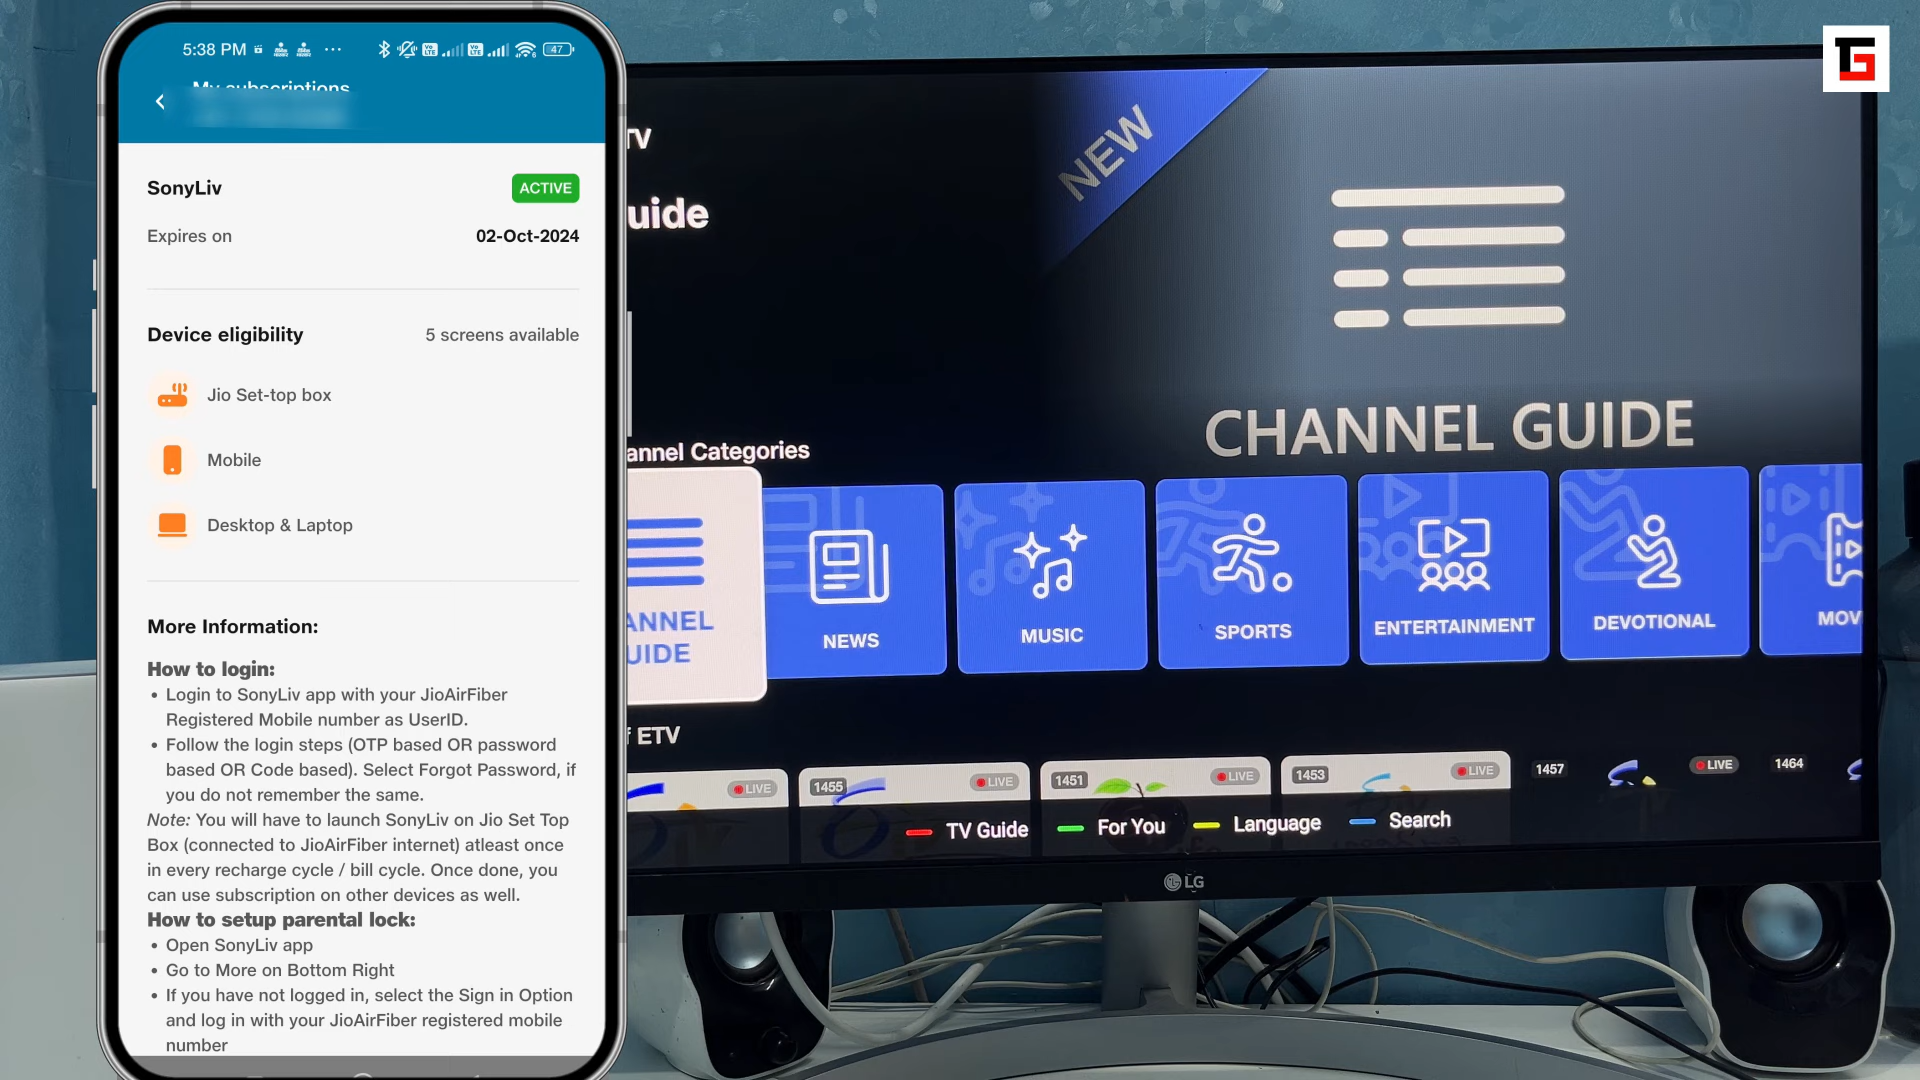 5:38 PM
47
My subscriptions
SonyLiv
ACTIVE
Expires on
02-Oct-2024
Device eligibility
5 screens available
Jio Set-top box
Mobile
Desktop & Laptop
More Information:
How to login:
• Login to SonyLiv app with your JioAirFiber
Registered Mobile number as UserID.
• Follow the login steps (OTP based OR password
based OR Code based). Select Forgot Password, if
you do not remember the same.
Note: You will have to launch SonyLiv on Jio Set Top
Box (connected to JioAirFiber internet) atleast once
in every recharge cycle / bill cycle. Once done, you
can use subscription on other devices as well.
How to setup parental lock:
• Open SonyLiv app
• Go to More on Bottom Right
• If you have not logged in, select the Sign in Option
and log in with your JioAirFiber registered mobile
number
TV
uide
NEW
CHANNEL GUIDE
annel Categories
ANNEL
UIDE
NEWS
MUSIC
SPORTS
ENTERTAINMENT
DEVOTIONAL
MOV
f ETV
LIVE
1455
LIVE
1451
LIVE
1453
LIVE
1457
LIVE
1464
TV Guide
For You
Language
Search
LG
TG